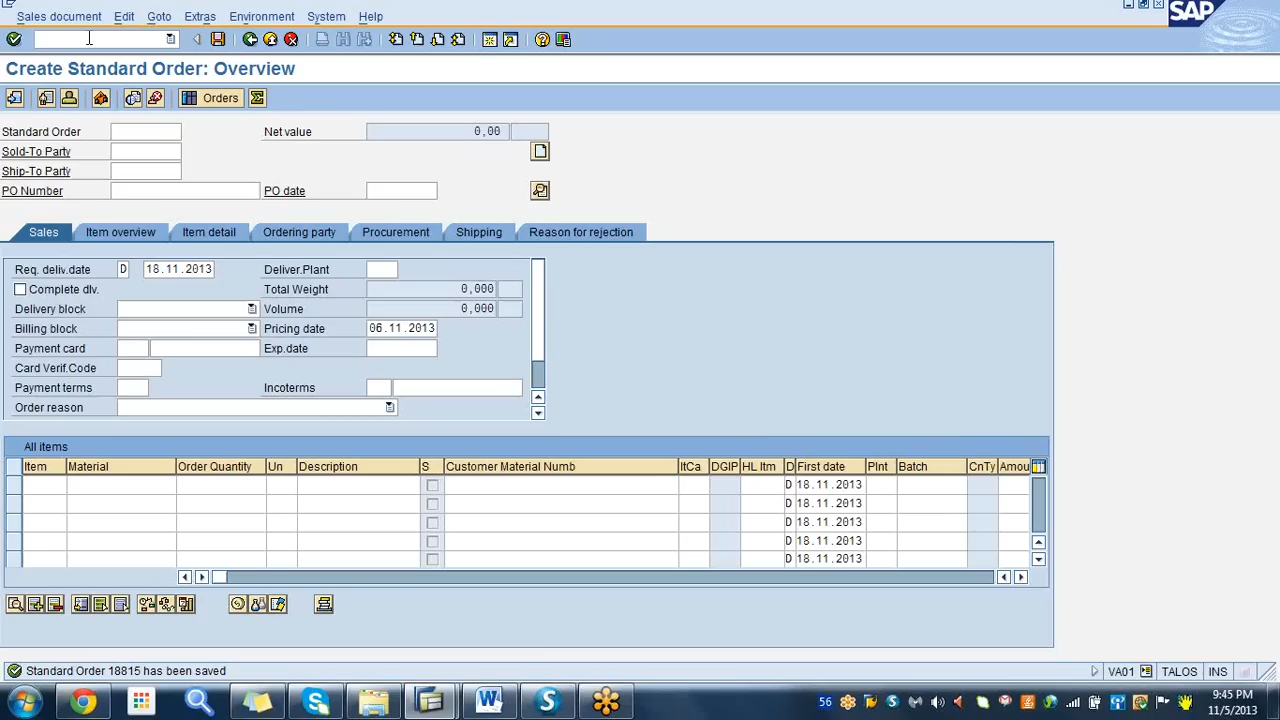 Sales document Edit Goto Extras Environment System Help
SAP
Create Standard Order: Overview
Orders
Standard Order Net value 0,00
Sold-To Party
Ship-To Party
PO Number PO date
Sales Item overview Item detail Ordering party Procurement Shipping Reason for rejection
Req. deliv.date D 18.11.2013 Deliver.Plant
Complete dlv. Total Weight 0,000
Delivery block Volume 0,000
Billing block Pricing date 06.11.2013
Payment card Exp.date
Card Verif.Code
Payment terms Incoterms
Order reason
All items
Item Material Order Quantity Un Description S Customer Material Numb ItCa DGIP HL Itm D First date Plnt Batch CnTy Amou
D 18.11.2013
D 18.11.2013
D 18.11.2013
D 18.11.2013
D 18.11.2013
Standard Order 18815 has been saved VA01 TALOS INS
56 9:45 PM
11/5/2013